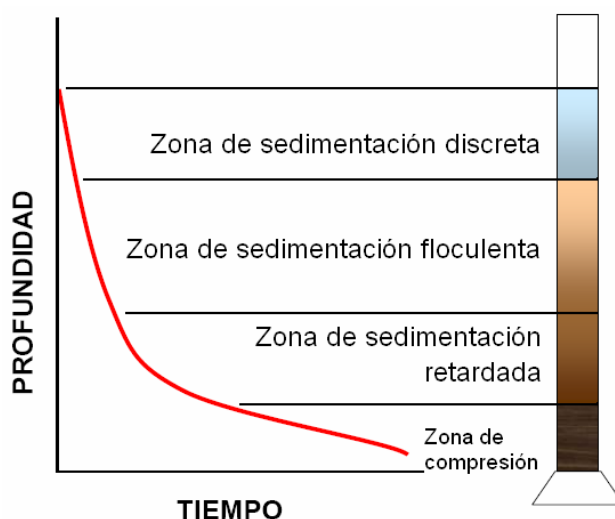 Zona de sedimentación discreta
Zona de sedimentación floculenta
Zona de sedimentación
retardada
Zona de
compresión
PROFUNDIDAD
TIEMPO